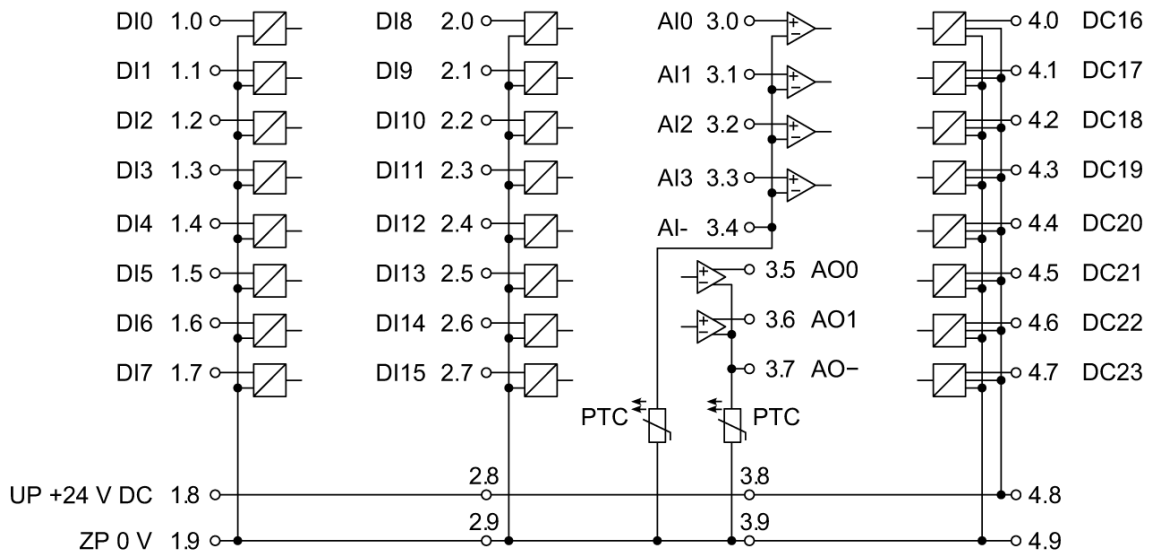 DI0 1.0 DI8 2.0 AI0 3.0 + − 4.0 DC16
DI1 1.1 DI9 2.1 AI1 3.1 + − 4.1 DC17
DI2 1.2 DI10 2.2 AI2 3.2 + − 4.2 DC18
DI3 1.3 DI11 2.3 AI3 3.3 + − 4.3 DC19
DI4 1.4 DI12 2.4 AI- 3.4 4.4 DC20
DI5 1.5 DI13 2.5 + − 3.5 AO0 4.5 DC21
DI6 1.6 DI14 2.6 + − 3.6 AO1 4.6 DC22
DI7 1.7 DI15 2.7 3.7 AO− 4.7 DC23
PTC PTC
UP +24 V DC 1.8 2.8 3.8 4.8
ZP 0 V 1.9 2.9 3.9 4.9